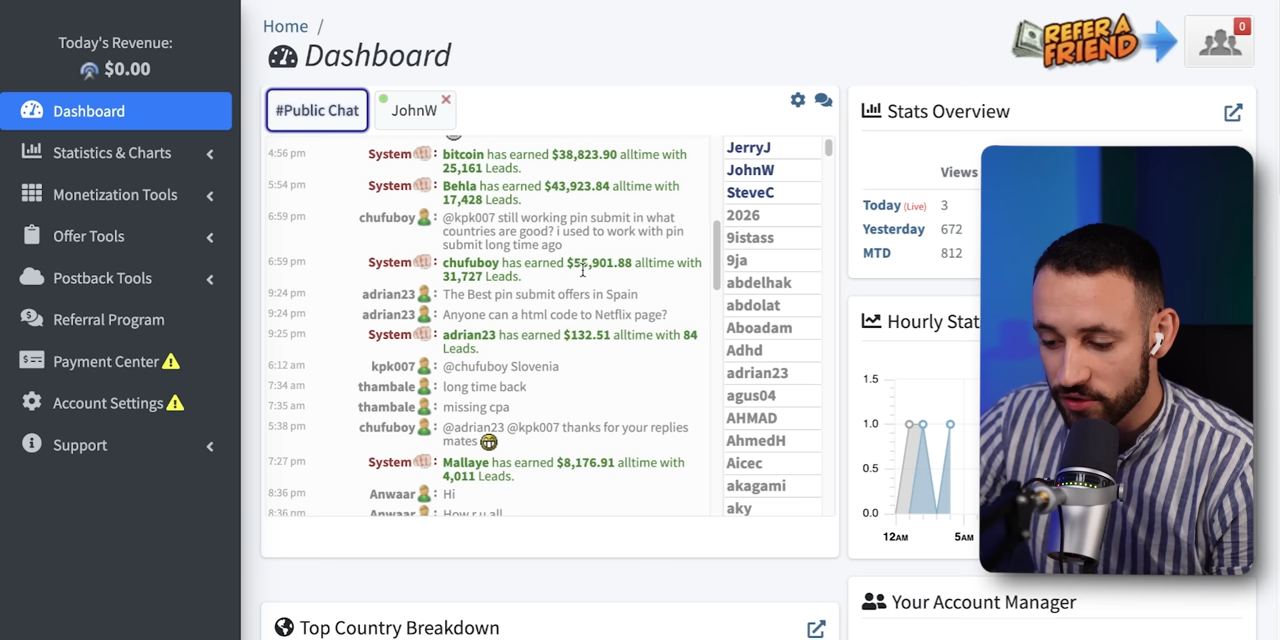 Today's Revenue:
$0.00
Dashboard
Statistics & Charts
Monetization Tools
Offer Tools
Postback Tools
Referral Program
Payment Center
Account Settings
Support
Home /
Dashboard
REFER A
FRIEND
0
#Public Chat
JohnW
4:56 pm System: bitcoin has earned $38,823.90 alltime with
25,161 Leads.
5:54 pm System: Behla has earned $43,923.84 alltime with
17,428 Leads.
6:59 pm chufuboy: @kpk007 still working pin submit in what
countries are good? i used to work with pin
submit long time ago
6:59 pm System: chufuboy has earned alltime with
31,727 Leads.
9:24 pm adrian23: The Best pin submit offers in Spain
9:24 pm adrian23: Anyone can a html code to Netflix page?
9:25 pm System: adrian23 has earned $132.51 alltime with 84
Leads.
6:12 am kpk007: @chufuboy Slovenia
7:34 am thambale: long time back
7:35 am thambale: missing cpa
5:38 pm chufuboy: @adrian23 @kpk007 thanks for your replies
mates
7:27 pm System: Mallaye has earned $8,176.91 alltime with
4,011 Leads.
8:36 pm Anwaar: Hi
8:36 pm Anwaar: How r u all
JerryJ
JohnW
SteveC
2026
9istass
9ja
abdelhak
abdolat
Aboadam
Adhd
adrian23
agus04
AHMAD
AhmedH
Aicec
akagami
aky
Stats Overview
Views
Today (Live) 3
Yesterday 672
MTD 812
Hourly Stat
1.5
1.0
0.5
0.0
12AM 5AM
Your Account Manager
Top Country Breakdown